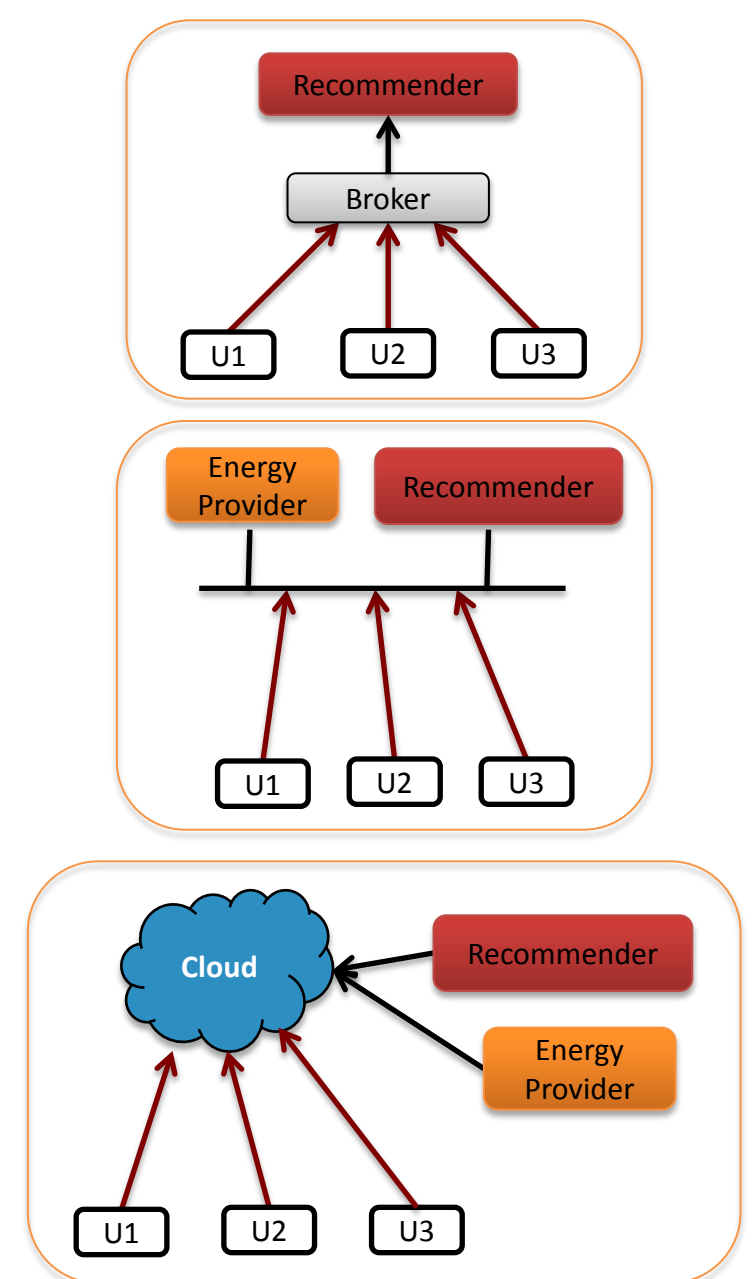 Recommender
Broker
U1
U2
U3
Energy
Provider
Recommender
U1
U2
U3
Cloud
Recommender
Energy
Provider
U1
U2
U3